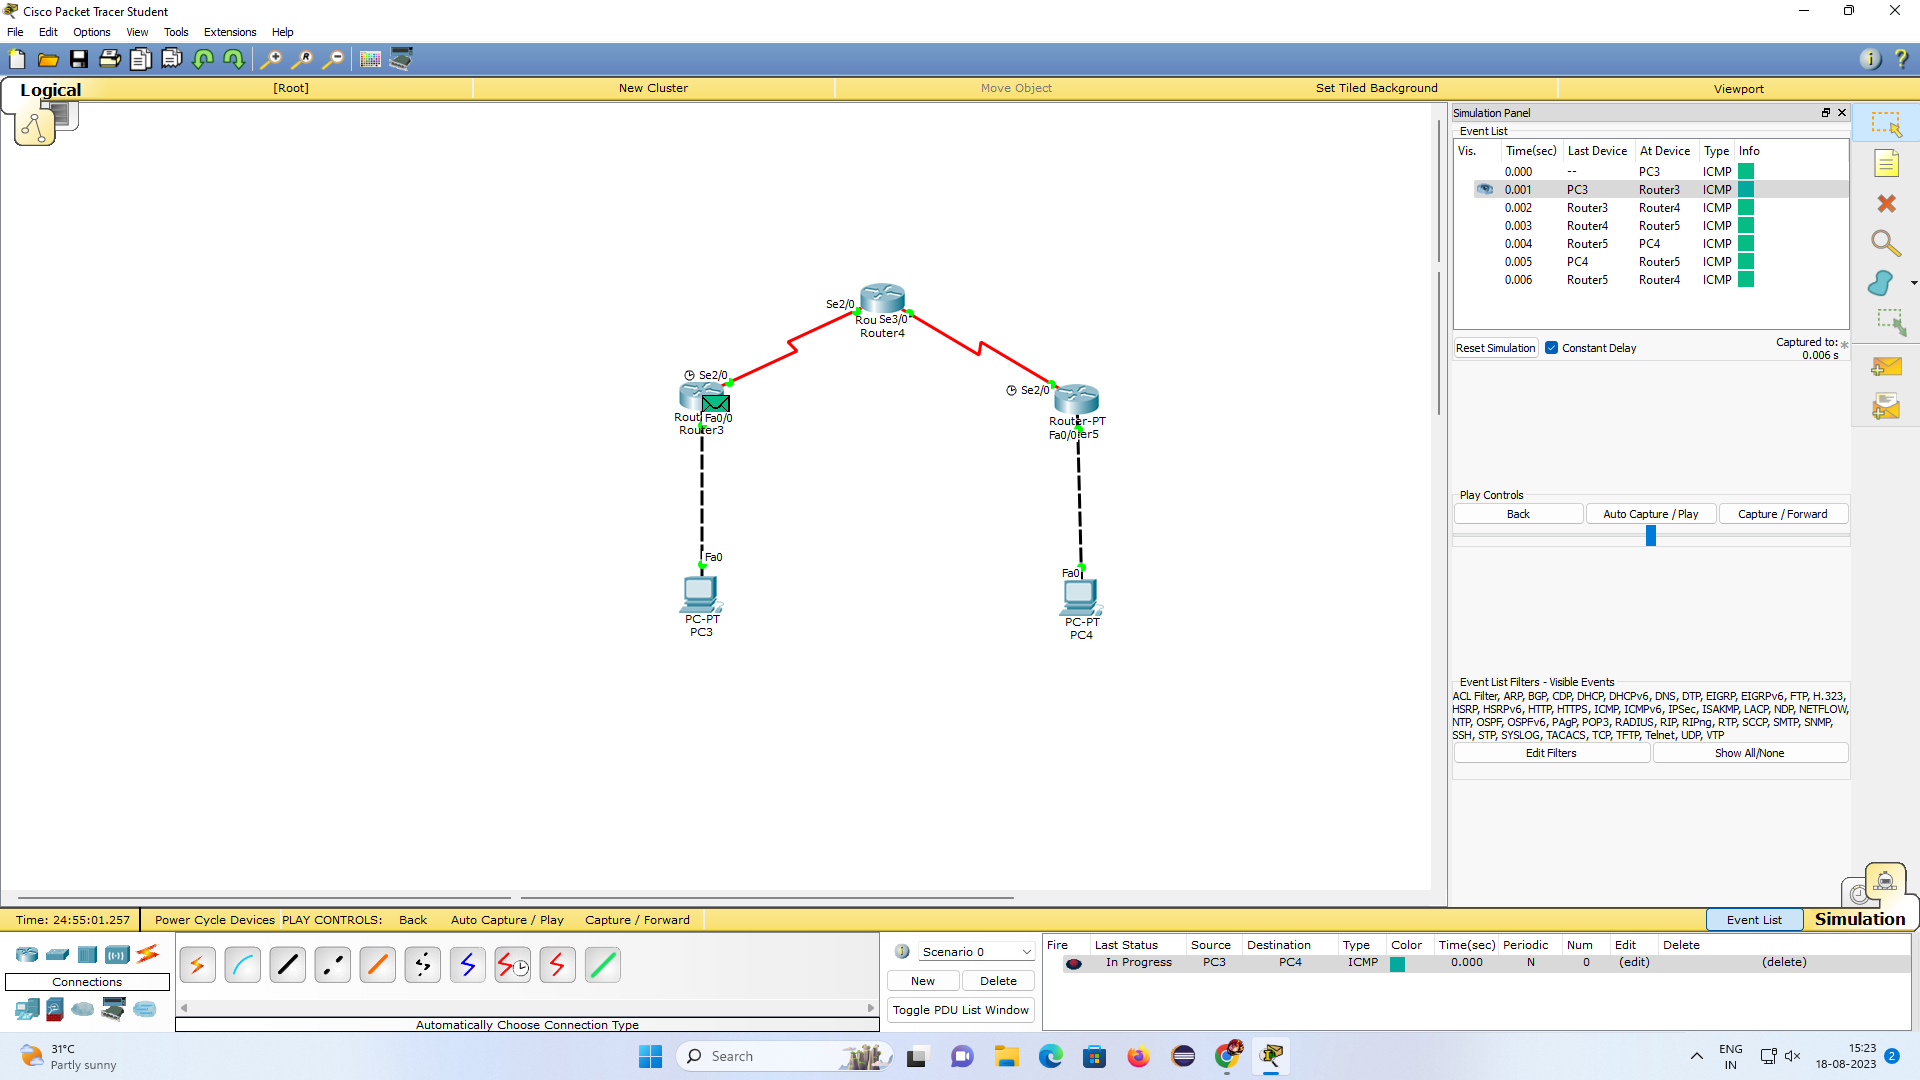 Cisco Packet Tracer Student
File Edit Options View Tools Extensions Help
Logical [Root] New Cluster Move Object Set Tiled Background Viewport
Simulation Panel
Event List
Vis. Time(sec) Last Device At Device Type Info
0.000 -- PC3 ICMP
0.001 PC3 Router3 ICMP
0.002 Router3 Router4 ICMP
0.003 Router4 Router5 ICMP
0.004 Router5 PC4 ICMP
0.005 PC4 Router5 ICMP
0.006 Router5 Router4 ICMP
Reset Simulation Constant Delay Captured to: *
0.006 s
Play Controls
Back Auto Capture / Play Capture / Forward
Event List Filters - Visible Events
ACL Filter, ARP, BGP, CDP, DHCP, DHCPv6, DNS, DTP, EIGRP, EIGRPv6, FTP, H.323,
HSRP, HSRPv6, HTTP, HTTPS, ICMP, ICMPv6, IPSec, ISAKMP, LACP, NDP, NETFLOW,
NTP, OSPF, OSPFv6, PAgP, POP3, RADIUS, RIP, RIPng, RTP, SCCP, SMTP, SNMP,
SSH, STP, SYSLOG, TACACS, TCP, TFTP, Telnet, UDP, VTP
Edit Filters Show All/None
Se2/0
Rou Se3/0
Router4
Se2/0
Rout Fa0/0
Router3
Se2/0
Router-PT
Fa0/0 er5
Fa0
PC-PT
PC3
Fa0
PC-PT
PC4
Time: 24:55:01.257 Power Cycle Devices PLAY CONTROLS: Back Auto Capture / Play Capture / Forward Event List Simulation
Connections
Automatically Choose Connection Type
Scenario 0
New Delete
Toggle PDU List Window
Fire Last Status Source Destination Type Color Time(sec) Periodic Num Edit Delete
In Progress PC3 PC4 ICMP 0.000 N 0 (edit) (delete)
31°C
Partly sunny
Search
ENG
IN
15:23
18-08-2023
2